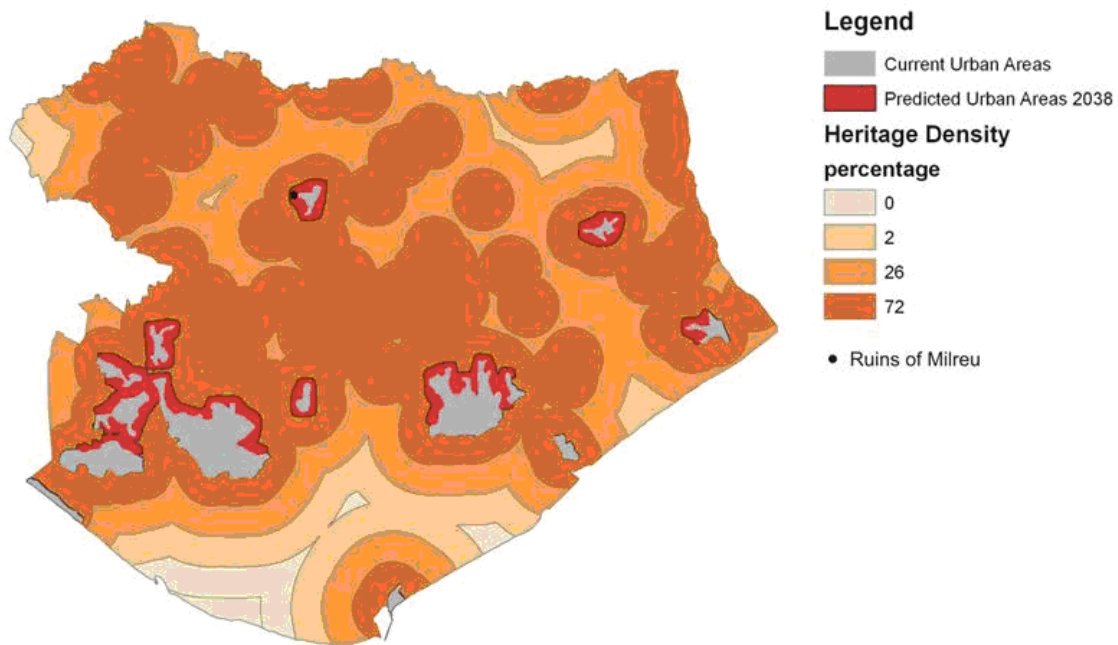 Legend
Current Urban Areas
Predicted Urban Areas 2038
Heritage Density
percentage
0
2
26
72
Ruins of Milreu